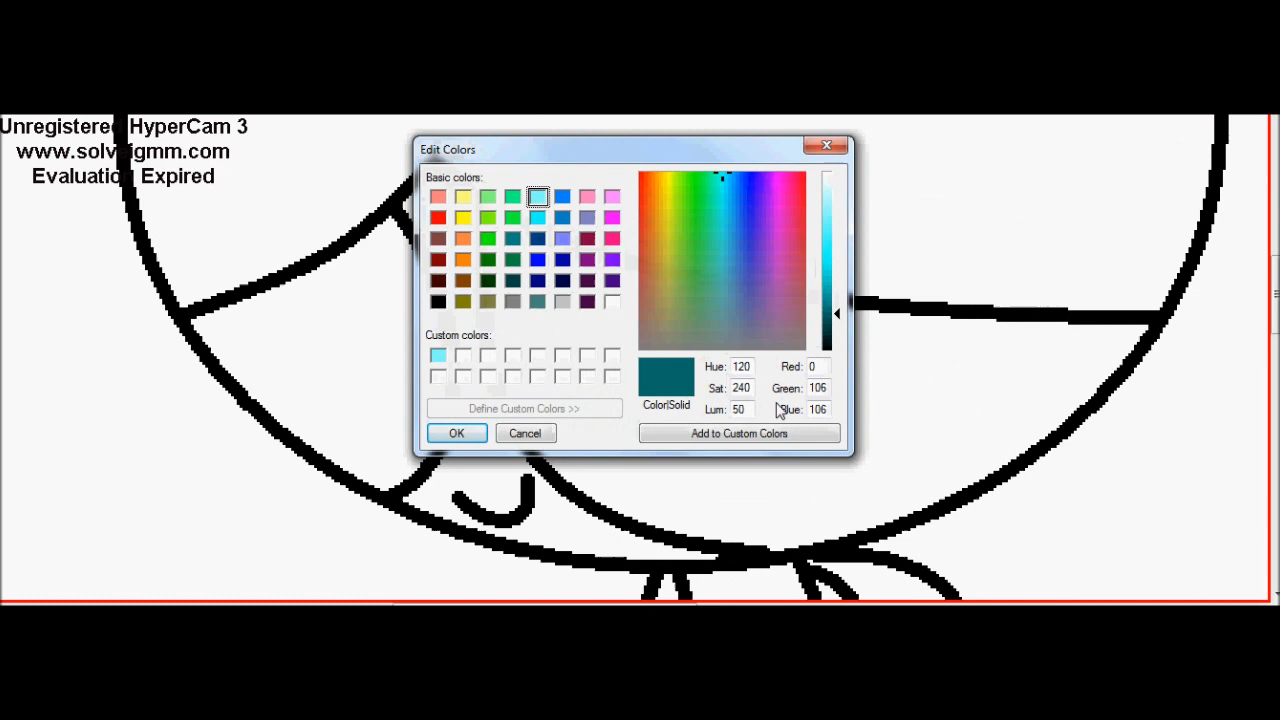 Unregistered HyperCam 3
www.solveigmm.com
Evaluation Expired
Edit Colors
Basic colors:
Custom colors:
Define Custom Colors >>
OK
Cancel
Color|Solid
Hue: 120
Sat: 240
Lum: 50
Red: 0
Green: 106
Blue: 106
Add to Custom Colors